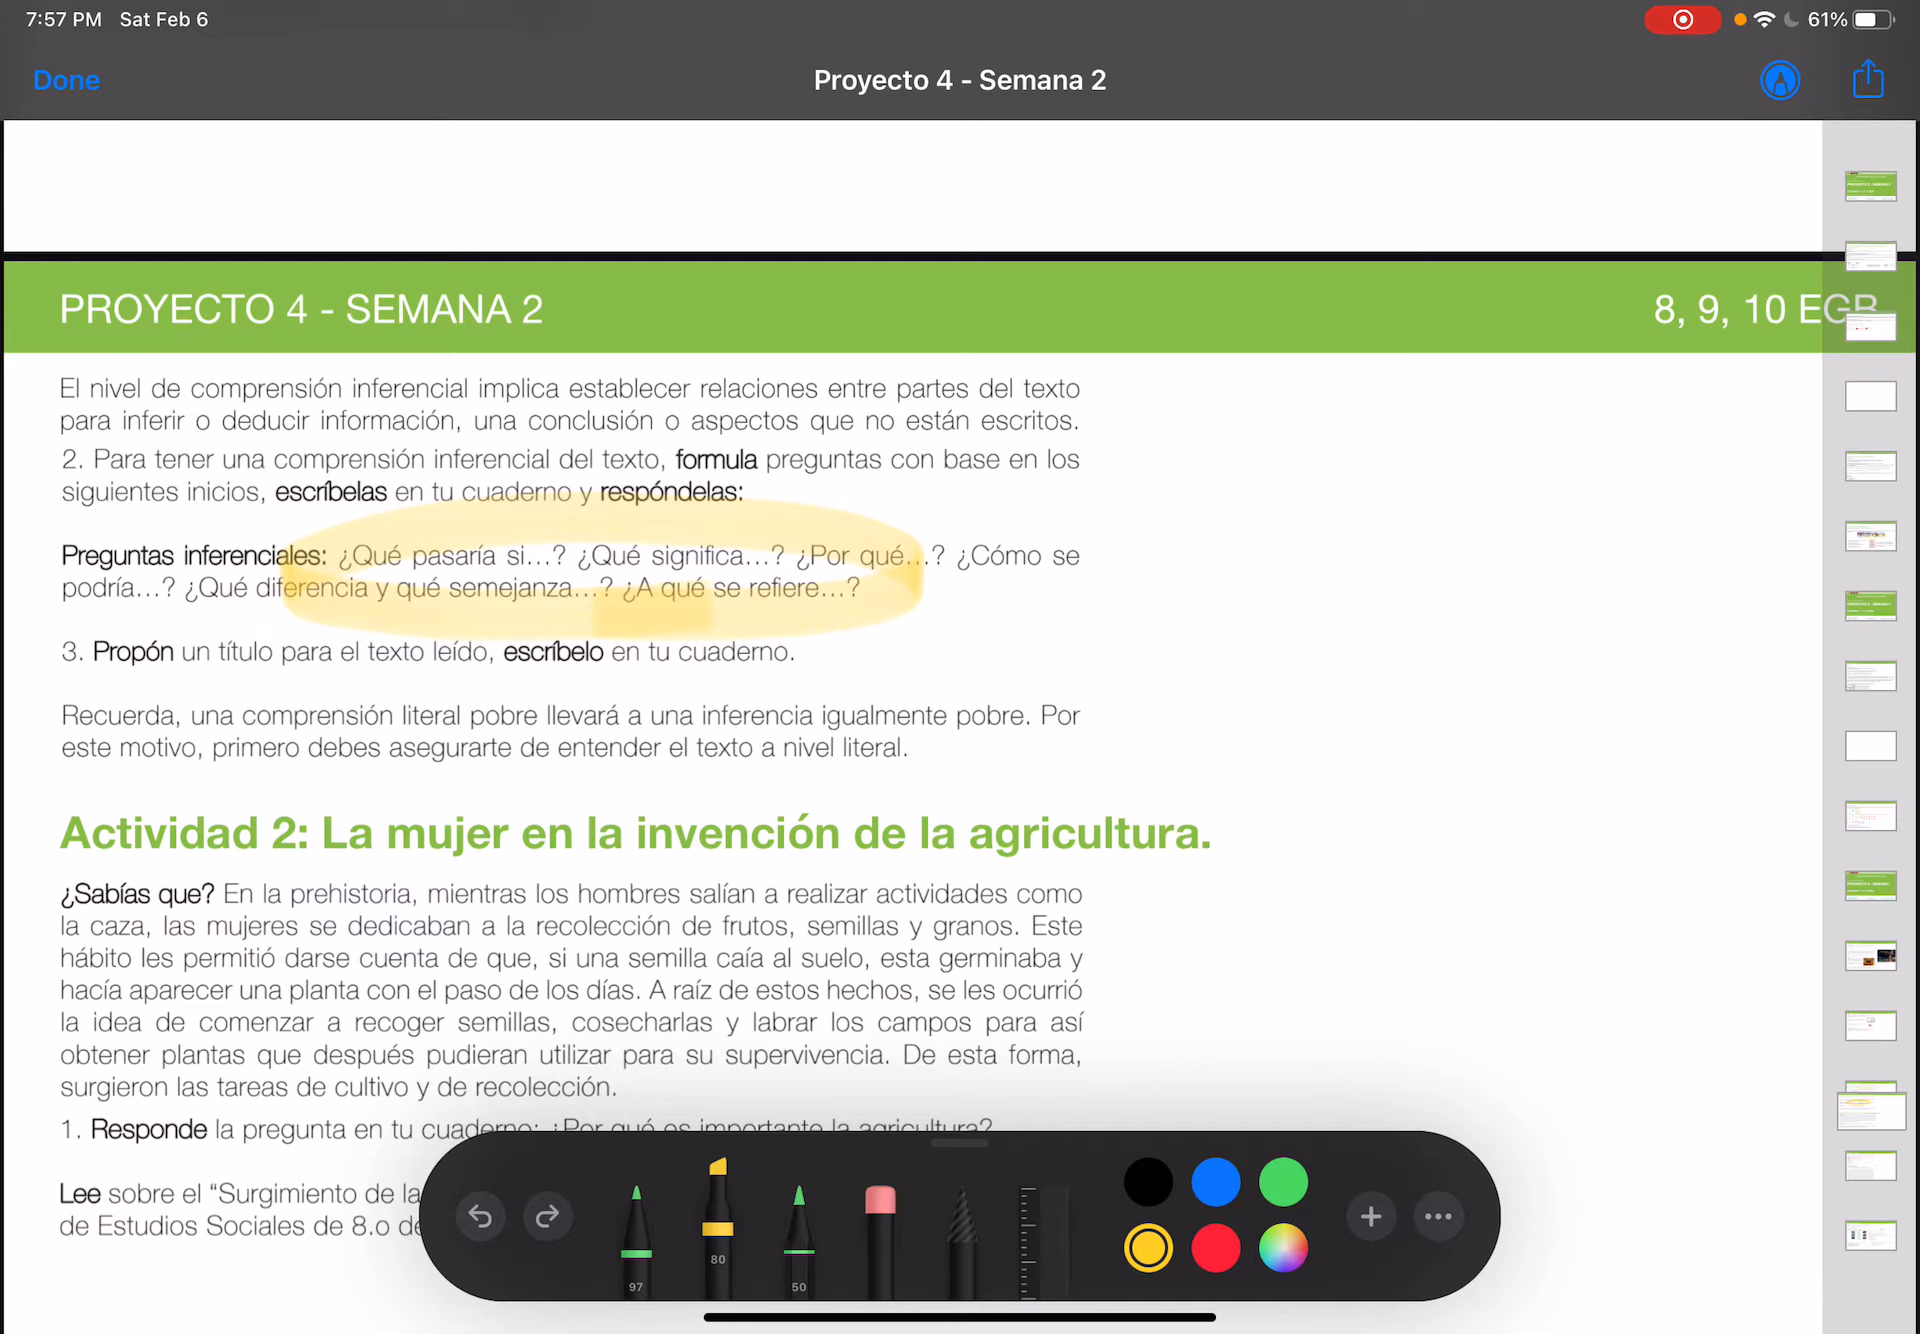 7:57 PM Sat Feb 6 61%
Done Proyecto 4 - Semana 2
PROYECTO 4 - SEMANA 2 8, 9, 10 EGB
El nivel de comprensión inferencial implica establecer relaciones entre partes del texto
para inferir o deducir información, una conclusión o aspectos que no están escritos.
2. Para tener una comprensión inferencial del texto, formula preguntas con base en los
siguientes inicios, escríbelas en tu cuaderno y respóndelas:
Preguntas inferenciales: ¿Qué pasaría si...? ¿Qué significa...? ¿Por qué...? ¿Cómo se
podría...? ¿Qué diferencia y qué semejanza...? ¿A qué se refiere...?
3. Propón un título para el texto leído, escríbelo en tu cuaderno.
Recuerda, una comprensión literal pobre llevará a una inferencia igualmente pobre. Por
este motivo, primero debes asegurarte de entender el texto a nivel literal.
Actividad 2: La mujer en la invención de la agricultura.
¿Sabías que? En la prehistoria, mientras los hombres salían a realizar actividades como
la caza, las mujeres se dedicaban a la recolección de frutos, semillas y granos. Este
hábito les permitió darse cuenta de que, si una semilla caía al suelo, esta germinaba y
hacía aparecer una planta con el paso de los días. A raíz de estos hechos, se les ocurrió
la idea de comenzar a recoger semillas, cosecharlas y labrar los campos para así
obtener plantas que después pudieran utilizar para su supervivencia. De esta forma,
surgieron las tareas de cultivo y de recolección.
1. Responde la pregunta en tu cuaderno: ¿Por qué es importante la agricultura?
Lee sobre el “Surgimiento de la
de Estudios Sociales de 8.o de
97 80 50